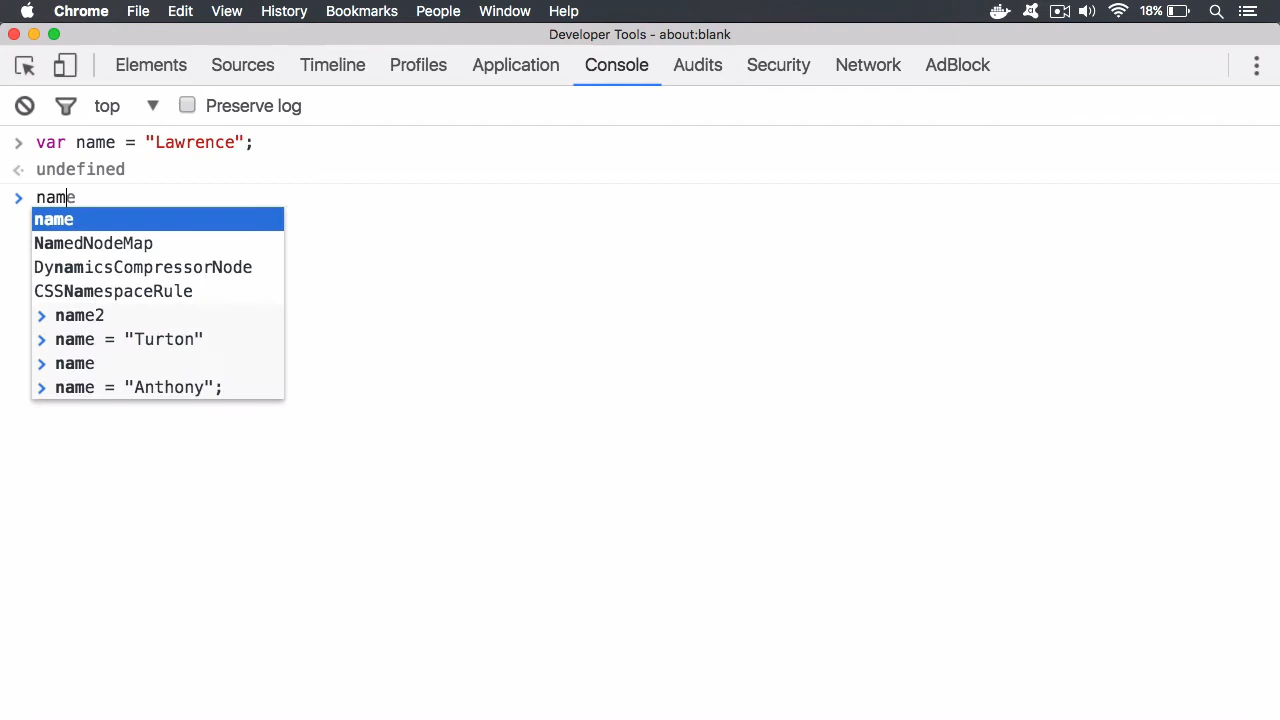 Chrome File Edit View History Bookmarks People Window Help 18%
Developer Tools - about:blank
Elements Sources Timeline Profiles Application Console Audits Security Network AdBlock
top Preserve log
var name = "Lawrence";
undefined
name
name
NamedNodeMap
DynamicsCompressorNode
CSSNamespaceRule
name2
name = "Turton"
name
name = "Anthony";